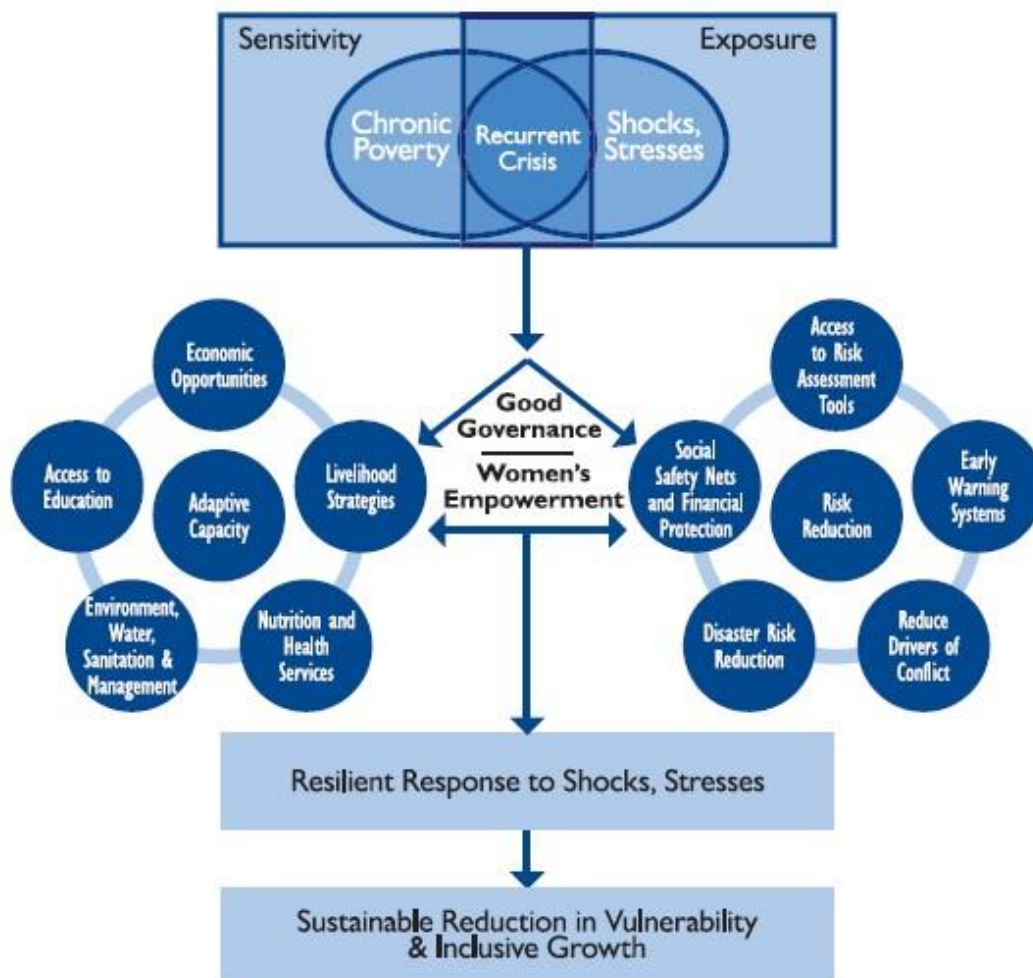 Sensitivity
Exposure
Chronic
Poverty
Recurrent
Crisis
Shocks,
Stresses
Economic
Opportunities
Access to
Education
Adaptive
Capacity
Livelihood
Strategies
Environment,
Water,
Sanitation &
Management
Nutrition and
Health
Services
Good
Governance
Women's
Empowerment
Access
to Risk
Assessment
Tools
Social
Safety Nets
and Financial
Protection
Risk
Reduction
Early
Warning
Systems
Disaster Risk
Reduction
Reduce
Drivers of
Conflict
Resilient Response to Shocks, Stresses
Sustainable Reduction in Vulnerability
& Inclusive Growth